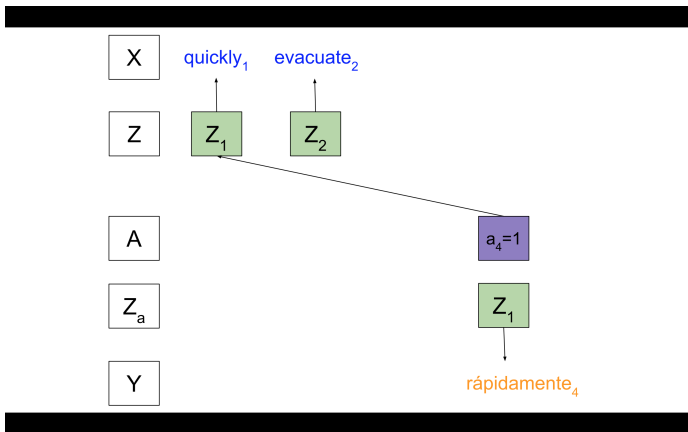 X quickly₁ evacuate₂
Z Z₁ Z₂
A a₄=1
Zₐ Z₁
Y rápidamente₄